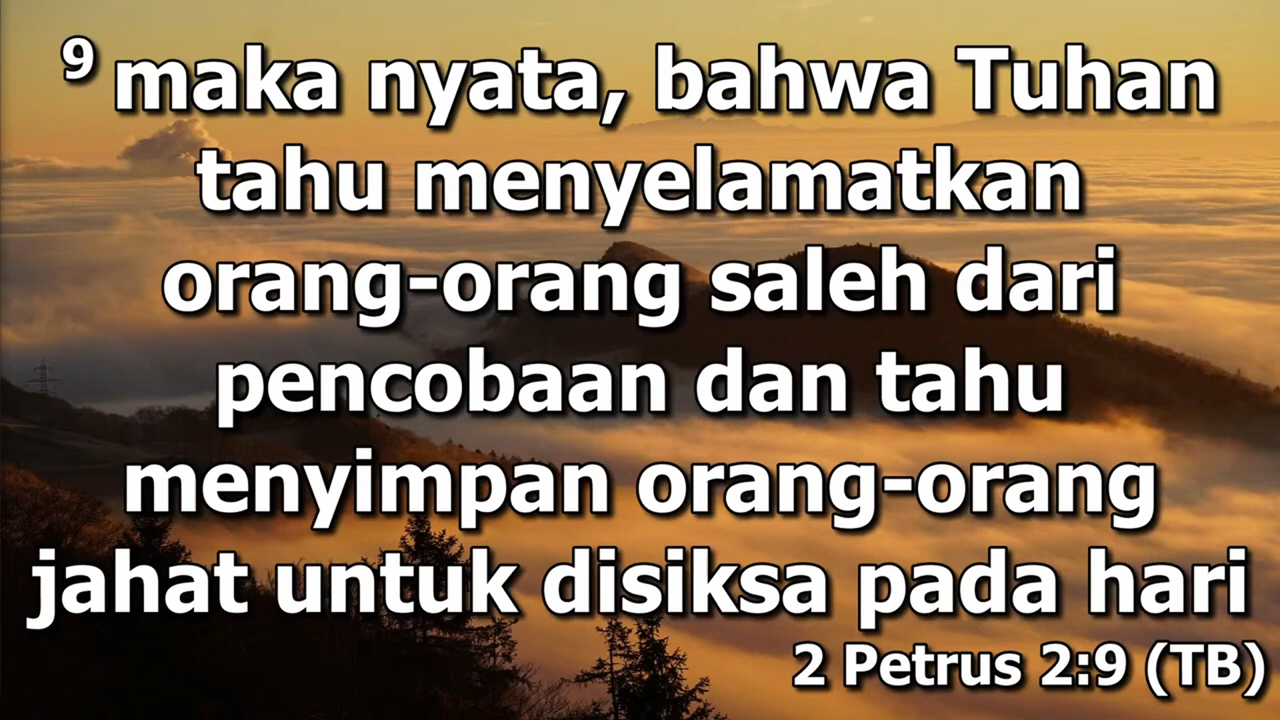 9 maka nyata, bahwa Tuhan
tahu menyelamatkan
orang-orang saleh dari
pencobaan dan tahu
menyimpan orang-orang
jahat untuk disiksa pada hari
2 Petrus 2:9 (TB)